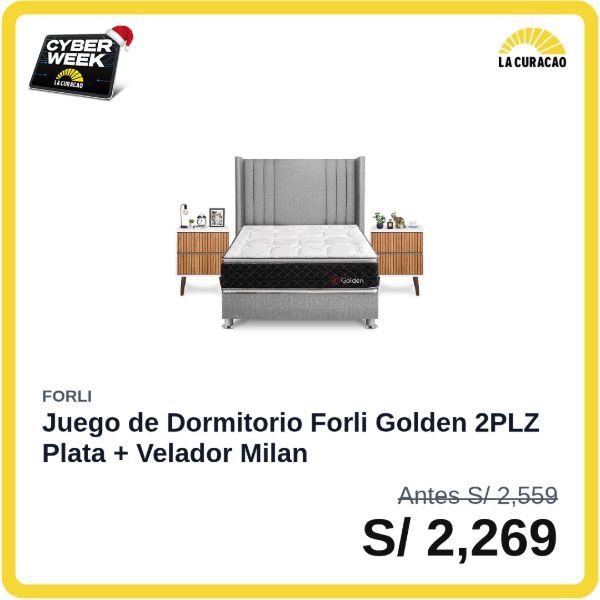 CYBER
WEEK
LA CURACAO
LA CURACAO
Golden
FORLI
Juego de Dormitorio Forli Golden 2PLZ
Plata + Velador Milan
Antes S/ 2,559
S/ 2,269